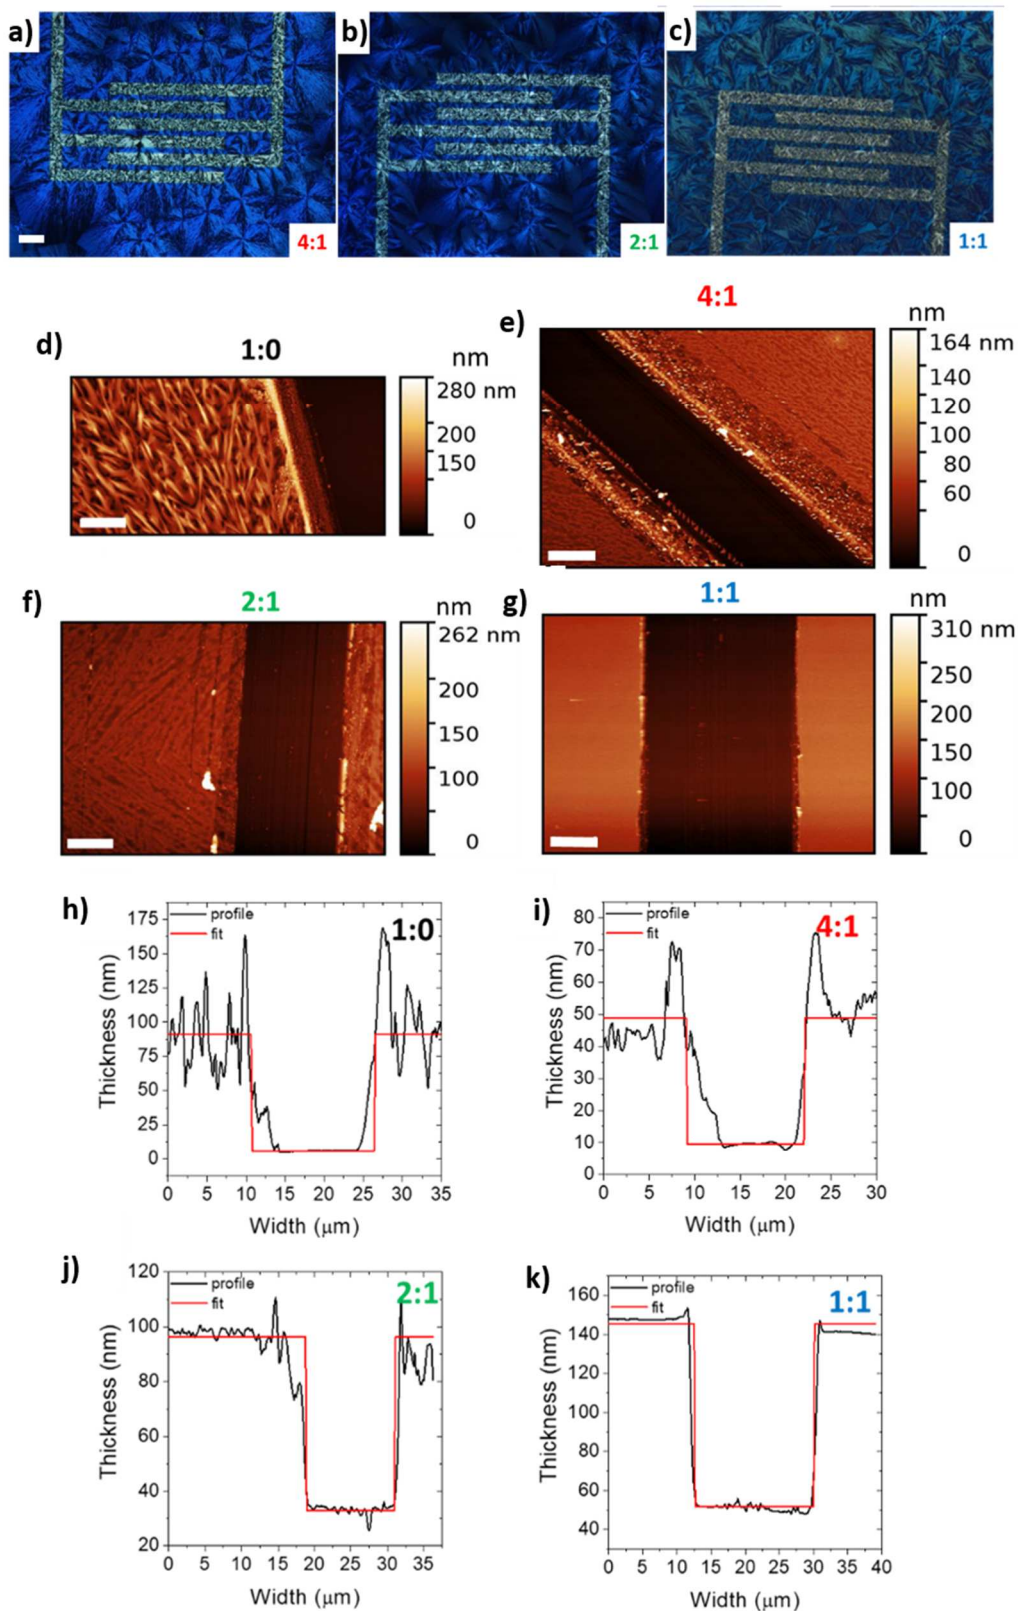 a)
b)
c)
4:1
2:1
1:1
d)
1:0
nm
280 nm
200
150
0
e)
4:1
nm
164 nm
140
120
100
80
60
0
f)
2:1
nm
262 nm
200
150
100
0
g)
1:1
nm
310 nm
250
200
150
100
0
h)
1:0
profile
fit
Thickness (nm)
175
150
125
100
75
50
25
0
0 5 10 15 20 25 30 35
Width (μm)
i)
4:1
profile
fit
Thickness (nm)
80
70
60
50
40
30
20
10
0
0 5 10 15 20 25 30
Width (μm)
j)
2:1
profile
fit
Thickness (nm)
120
100
80
60
40
20
0 5 10 15 20 25 30 35
Width (μm)
k)
1:1
profile
fit
Thickness (nm)
160
140
120
100
80
60
40
0 5 10 15 20 25 30 35 40
Width (μm)